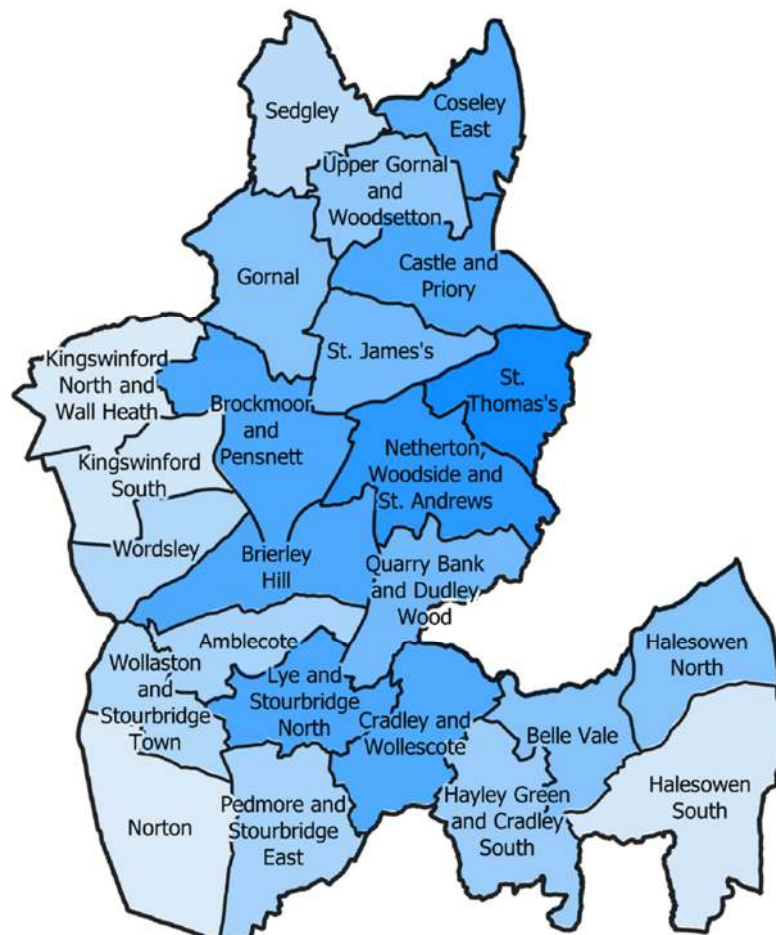 Sedgley
Coseley
East
Upper Gornal
and
Woodsetton
Gornal
Castle and
Priory
St. James's
Kingswinford
North and
Wall Heath
St.
Thomas's
Brockmoor
and
Pensnett
Netherton,
Woodside and
St. Andrews
Kingswinford
South
Wordsley
Brierley
Hill
Quarry Bank
and Dudley
Wood
Amblecote
Halesowen
North
Wollaston
and
Stourbridge
Town
Lye and
Stourbridge
North
Cradley and
Wollescote
Belle Vale
Halesowen
South
Norton
Pedmore and
Stourbridge
East
Hayley Green
and Cradley
South